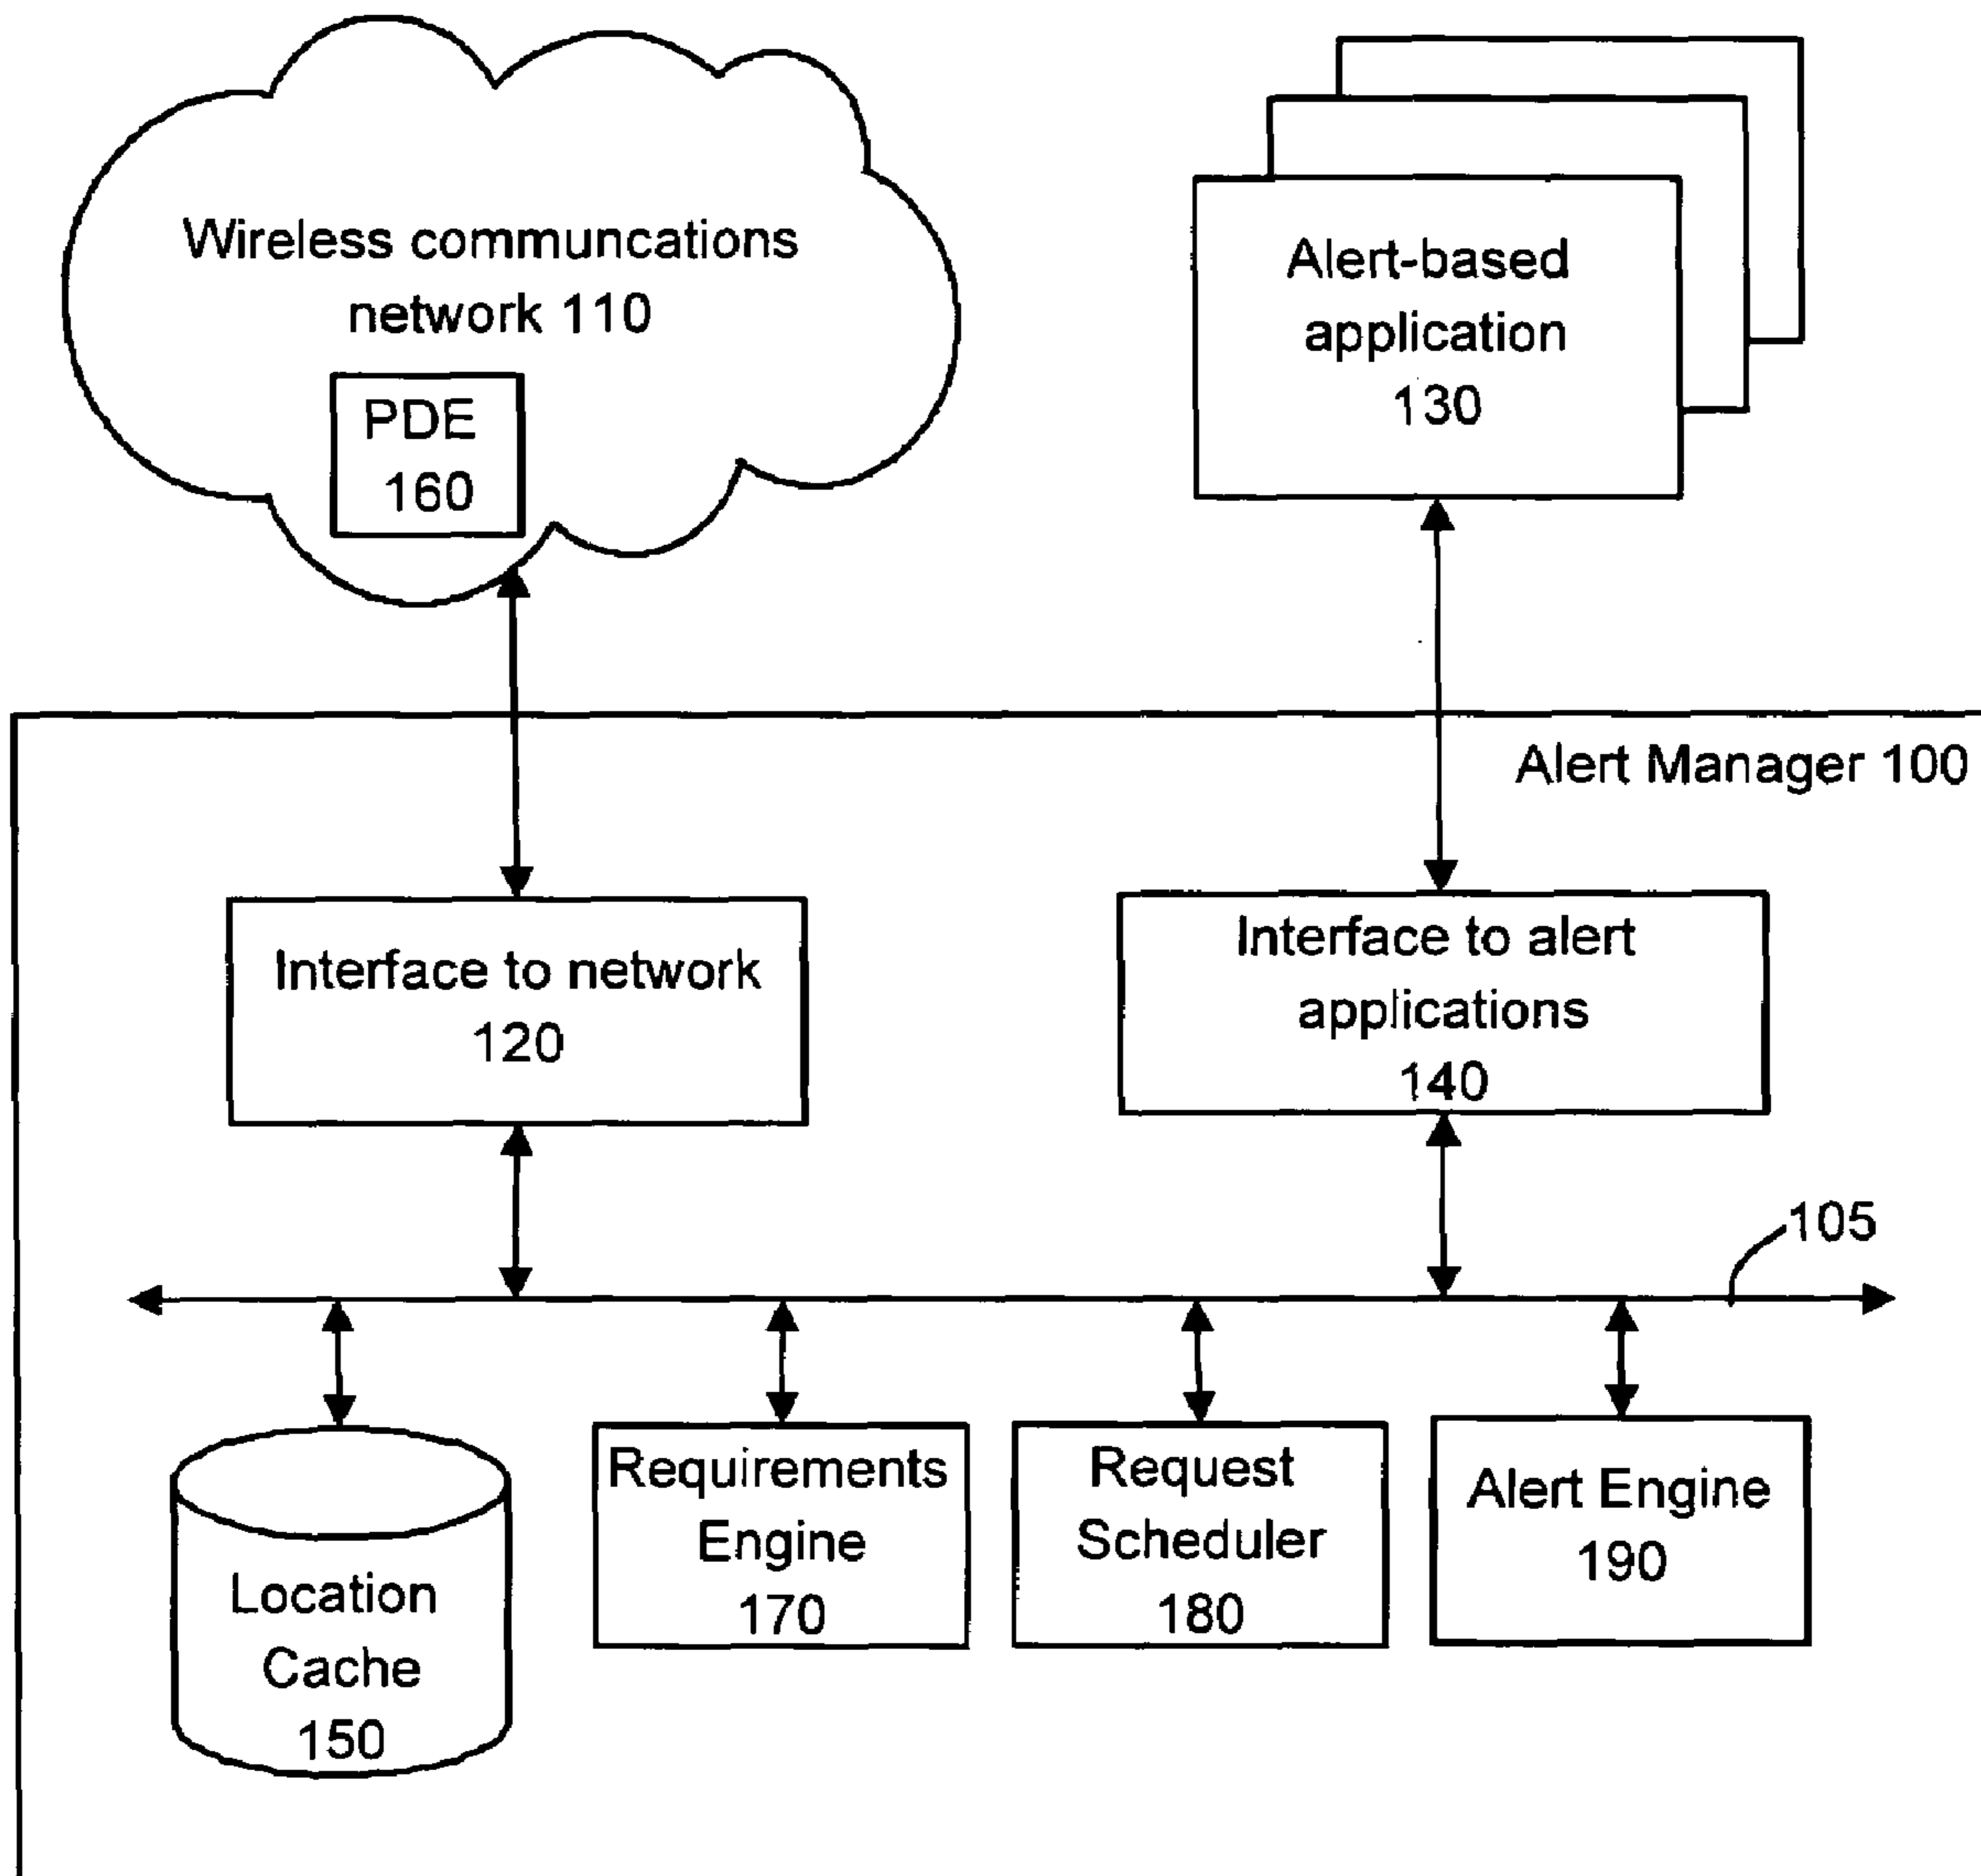 Wireless communcations
network 110
PDE
160
Alert-based
application
130
Alert Manager 100
Interface to network
120
Interface to alert
applications
140
105
Location
Cache
150
Requirements
Engine
170
Request
Scheduler
180
Alert Engine
190